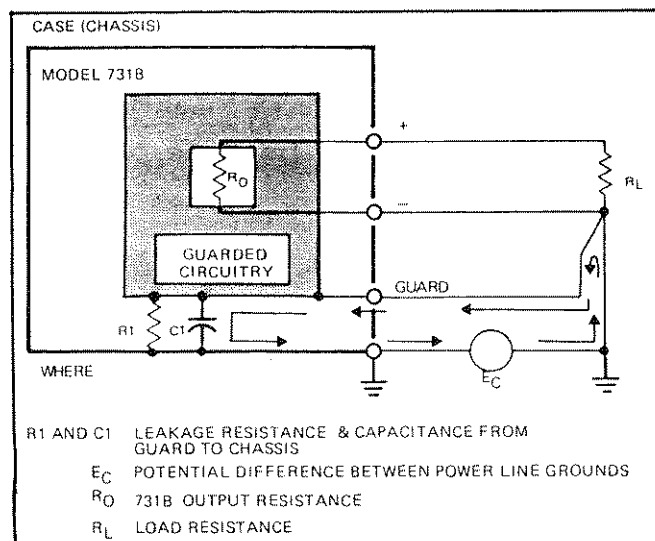 CASE (CHASSIS)
MODEL 731B
+
RO
RL
—
GUARDED
CIRCUITRY
GUARD
R1
C1
WHERE
EC
R1 AND C1 LEAKAGE RESISTANCE & CAPACITANCE FROM
GUARD TO CHASSIS
EC POTENTIAL DIFFERENCE BETWEEN POWER LINE GROUNDS
RO 731B OUTPUT RESISTANCE
RL LOAD RESISTANCE